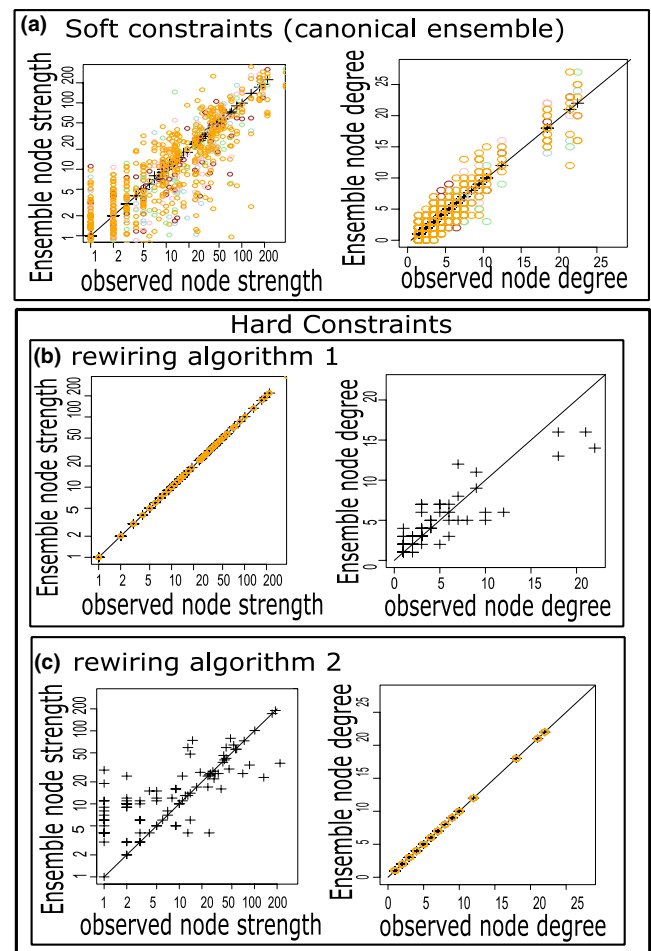 (a) Soft constraints (canonical ensemble)
Ensemble node strength
1 2 5 10 20 50 100 200
1 2 5 10 20 50 100 200
observed node strength
Ensemble node degree
0 5 10 15 20 25
0 5 10 15 20 25
observed node degree
Hard Constraints
(b) rewiring algorithm 1
Ensemble node strength
1 2 5 10 20 50 200
1 2 5 10 20 50 200
observed node strength
Ensemble node degree
0 5 10 15 20
0 5 10 15 20
observed node degree
(c) rewiring algorithm 2
Ensemble node strength
1 2 5 10 20 50 200
1 2 5 10 20 50 200
observed node strength
Ensemble node degree
0 5 10 15 20 25
0 5 10 15 20 25
observed node degree